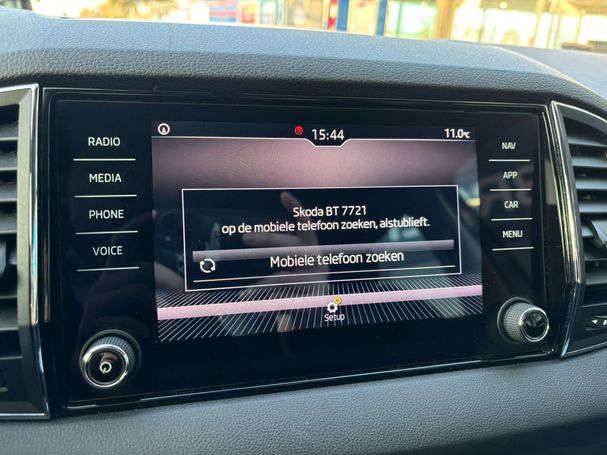 15:44
11.0℃
RADIO
MEDIA
PHONE
VOICE
Skoda BT 7721
op de mobiele telefoon zoeken, alstublieft.
Mobiele telefoon zoeken
Setup
NAV
APP
CAR
MENU